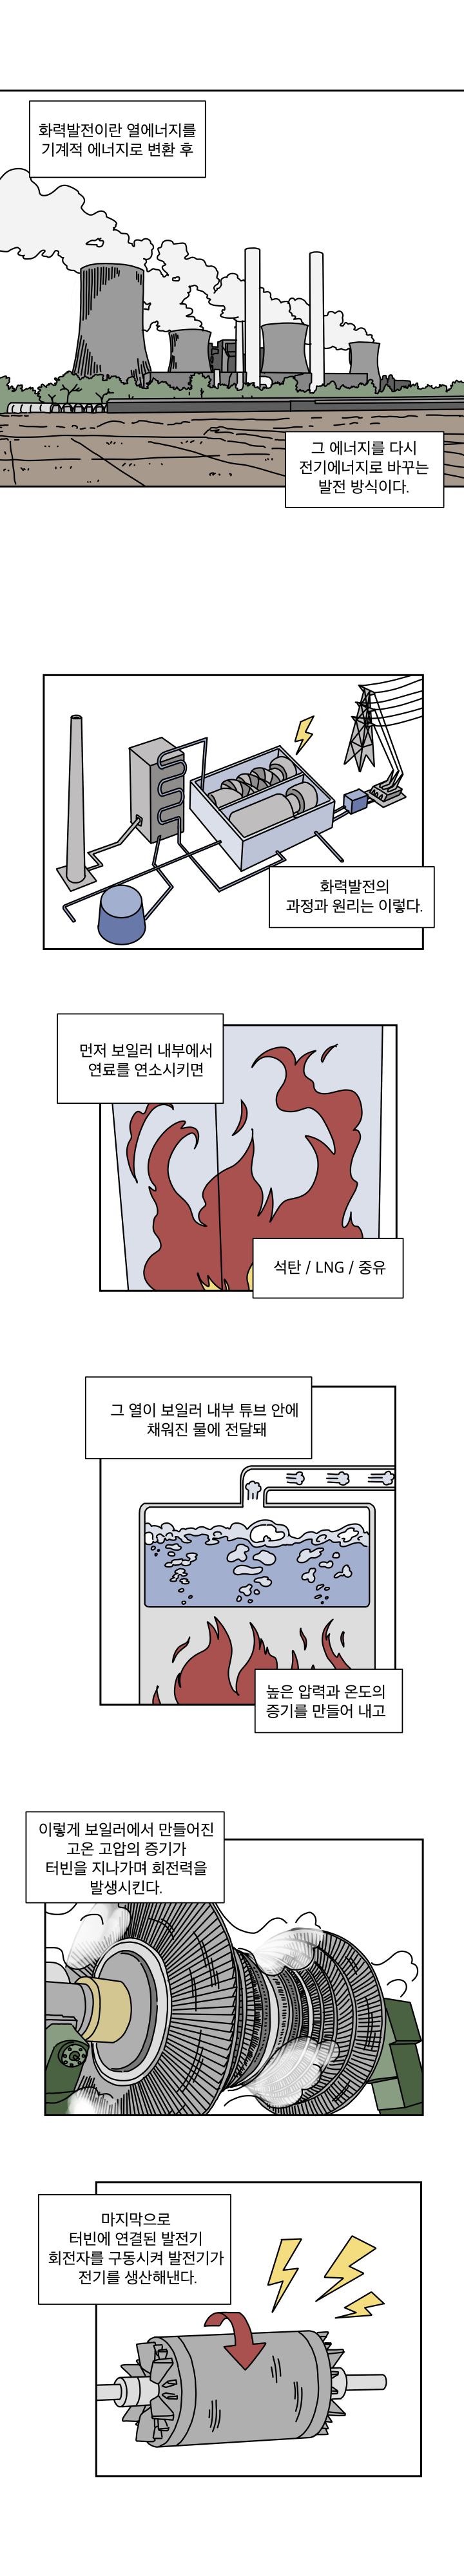 화력발전이란 열에너지를
기계적 에너지로 변환 후
그 에너지를 다시
전기에너지로 바꾸는
발전 방식이다.
화력발전의
과정과 원리는 이렇다.
먼저 보일러 내부에서
연료를 연소시키면
석탄 / LNG / 중유
그 열이 보일러 내부 튜브 안에
채워진 물에 전달돼
높은 압력과 온도의
증기를 만들어 내고
이렇게 보일러에서 만들어진
고온 고압의 증기가
터빈을 지나가며 회전력을
발생시킨다.
마지막으로
터빈에 연결된 발전기
회전자를 구동시켜 발전기가
전기를 생산해낸다.